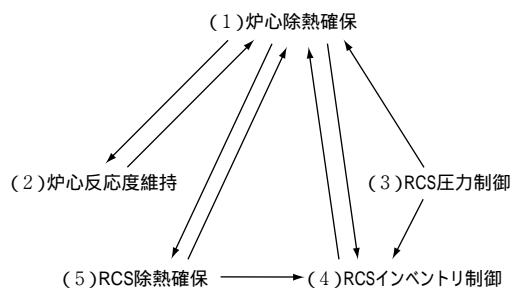 (1)炉心除熱確保
(2)炉心反応度維持
(3)RCS圧力制御
(5)RCS除熱確保
(4)RCSインベントリ制御